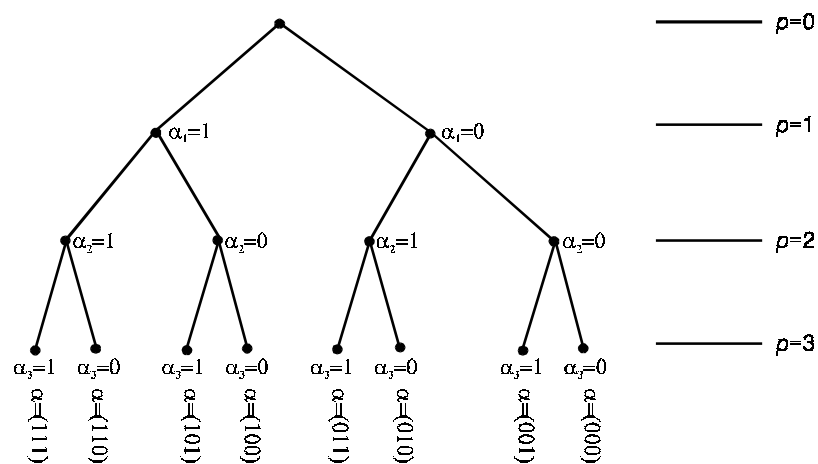 p=0
α₁=1 α₁=0 p=1
α₂=1 α₂=0 α₂=1 α₂=0 p=2
p=3
α₃=1 α₃=0 α₃=1 α₃=0 α₃=1 α₃=0 α₃=1 α₃=0
α=(111) α=(110) α=(101) α=(100) α=(011) α=(010) α=(001) α=(000)